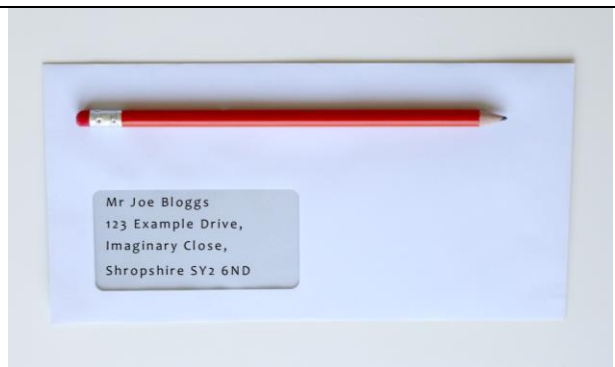 Mr Joe Bloggs
123 Example Drive,
Imaginary Close,
Shropshire SY2 6ND